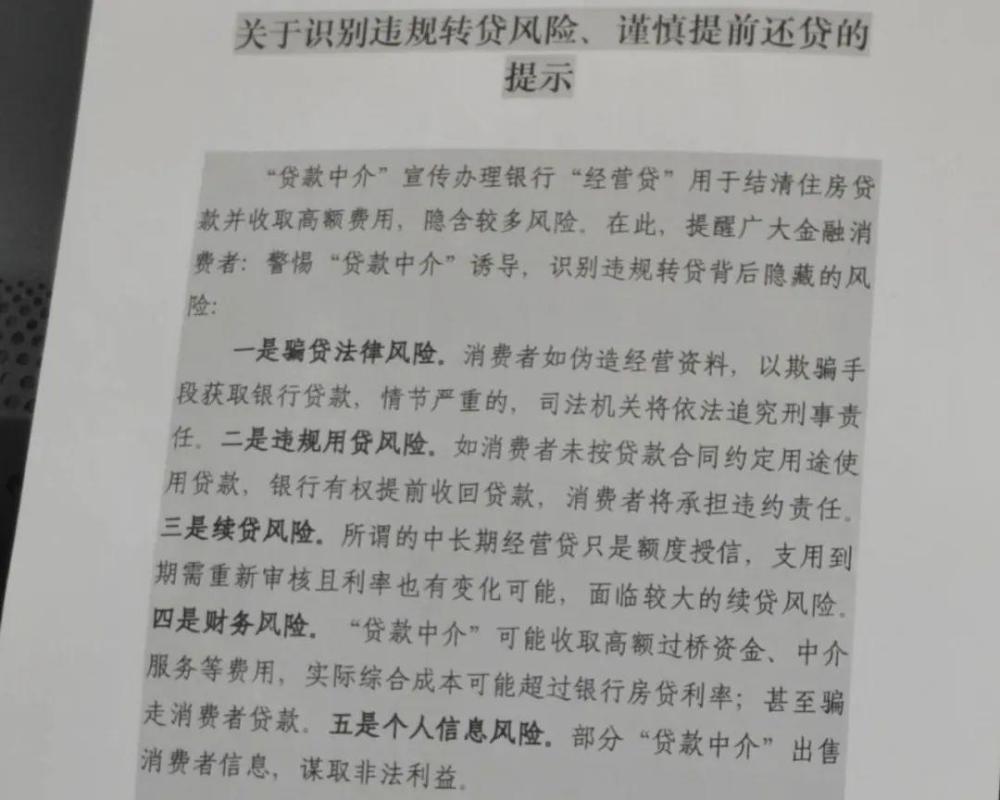 关于识别违规转贷风险、谨慎提前还贷的
提示
“贷款中介”宣传办理银行“经营贷”用于结清住房贷
款并收取高额费用，隐含较多风险。在此，提醒广大金融消
费者：警惕“贷款中介”诱导，识别违规转贷背后隐藏的风
险：
一是骗贷法律风险。消费者如伪造经营资料，以欺骗手
段获取银行贷款，情节严重的，司法机关将依法追究刑事责
任。二是违规用贷风险。如消费者未按贷款合同约定用途使
用贷款，银行有权提前收回贷款，消费者将承担违约责任。
三是续贷风险。所谓的中长期经营贷只是额度授信，支用到
期需重新审核且利率也有变化可能，面临较大的续贷风险。
四是财务风险。“贷款中介”可能收取高额过桥资金、中介
服务等费用，实际综合成本可能超过银行房贷利率；甚至骗
走消费者贷款。五是个人信息风险。部分“贷款中介”出售
消费者信息，谋取非法利益。